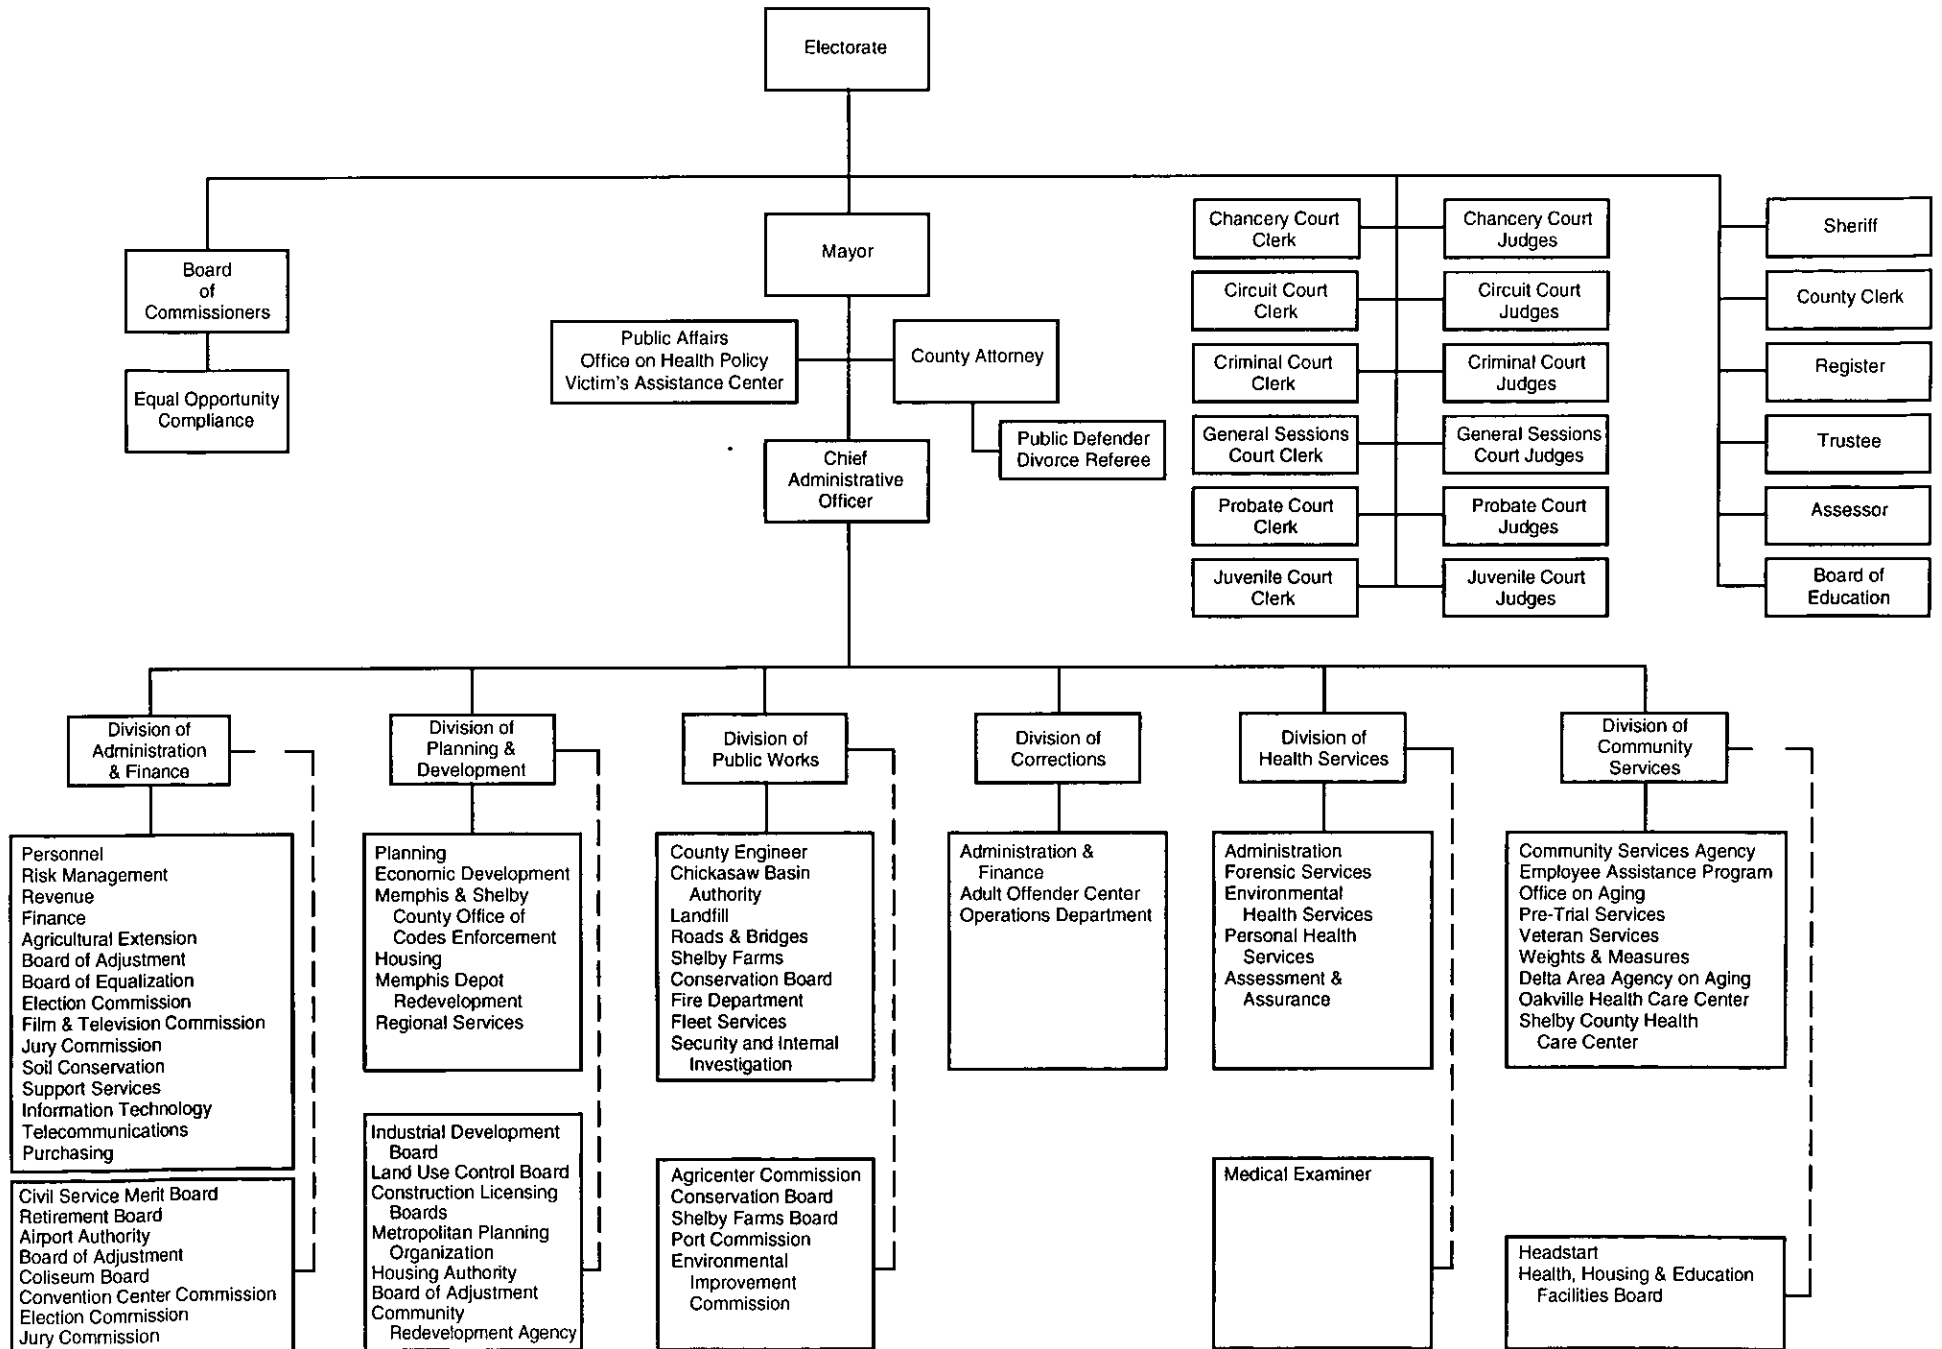 Electorate
Board
of
Commissioners
Equal Opportunity
Compliance
Mayor
Public Affairs
Office on Health Policy
Victim's Assistance Center
County Attorney
Public Defender
Divorce Referee
Chief
Administrative
Officer
Chancery Court
Clerk
Chancery Court
Judges
Circuit Court
Clerk
Circuit Court
Judges
Criminal Court
Clerk
Criminal Court
Judges
General Sessions
Court Clerk
General Sessions
Court Judges
Probate Court
Clerk
Probate Court
Judges
Juvenile Court
Clerk
Juvenile Court
Judges
Sheriff
County Clerk
Register
Trustee
Assessor
Board of
Education
Division of
Administration
& Finance
Personnel
Risk Management
Revenue
Finance
Agricultural Extension
Board of Adjustment
Board of Equalization
Election Commission
Film & Television Commission
Jury Commission
Soil Conservation
Support Services
Information Technology
Telecommunications
Purchasing
Civil Service Merit Board
Retirement Board
Airport Authority
Board of Adjustment
Coliseum Board
Convention Center Commission
Election Commission
Jury Commission
Division of
Planning &
Development
Planning
Economic Development
Memphis & Shelby
County Office of
Codes Enforcement
Housing
Memphis Depot
Redevelopment
Regional Services
Industrial Development
Board
Land Use Control Board
Construction Licensing
Boards
Metropolitan Planning
Organization
Housing Authority
Board of Adjustment
Community
Redevelopment Agency
Division of
Public Works
County Engineer
Chickasaw Basin
Authority
Landfill
Roads & Bridges
Shelby Farms
Conservation Board
Fire Department
Fleet Services
Security and Internal
Investigation
Agricenter Commission
Conservation Board
Shelby Farms Board
Port Commission
Environmental
Improvement
Commission
Division of
Corrections
Administration &
Finance
Adult Offender Center
Operations Department
Division of
Health Services
Administration
Forensic Services
Environmental
Health Services
Personal Health
Services
Assessment &
Assurance
Medical Examiner
Division of
Community
Services
Community Services Agency
Employee Assistance Program
Office on Aging
Pre-Trial Services
Veteran Services
Weights & Measures
Delta Area Agency on Aging
Oakville Health Care Center
Shelby County Health
Care Center
Headstart
Health, Housing & Education
Facilities Board